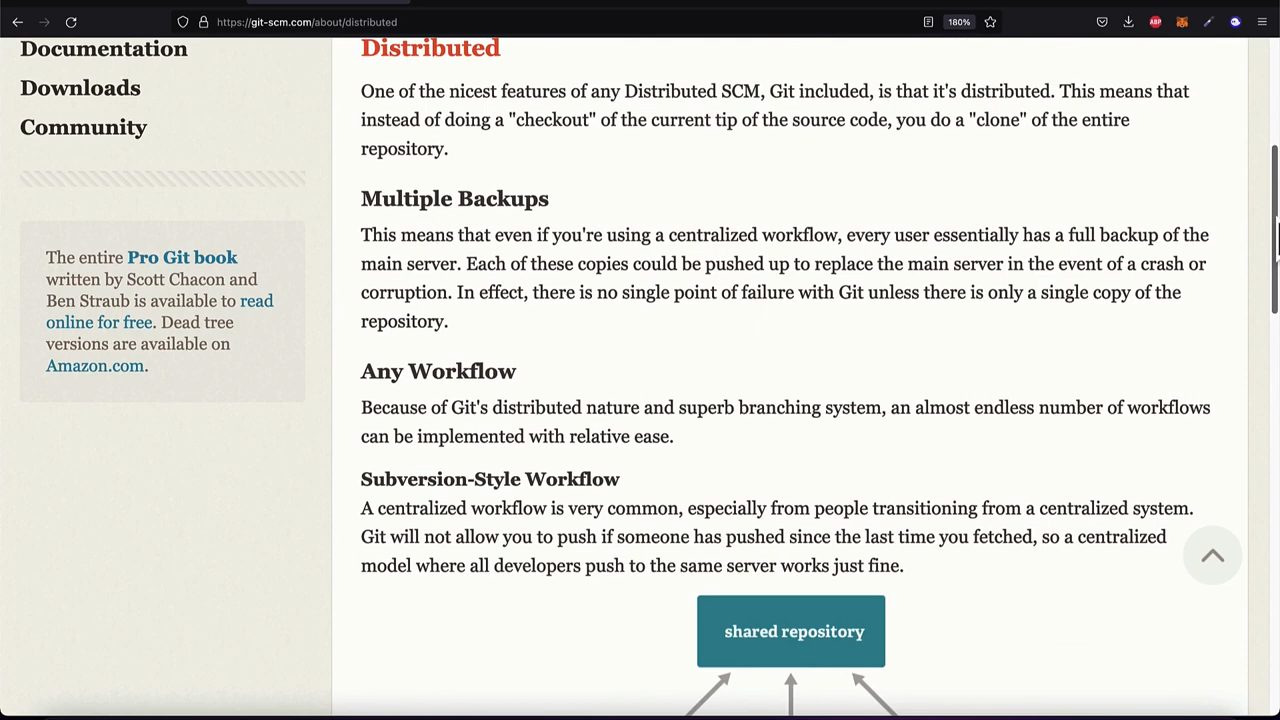 https://git-scm.com/about/distributed
180%
ABP
Documentation
Downloads
Community
The entire Pro Git book
written by Scott Chacon and
Ben Straub is available to read
online for free. Dead tree
versions are available on
Amazon.com.
Distributed
One of the nicest features of any Distributed SCM, Git included, is that it's distributed. This means that
instead of doing a "checkout" of the current tip of the source code, you do a "clone" of the entire
repository.
Multiple Backups
This means that even if you're using a centralized workflow, every user essentially has a full backup of the
main server. Each of these copies could be pushed up to replace the main server in the event of a crash or
corruption. In effect, there is no single point of failure with Git unless there is only a single copy of the
repository.
Any Workflow
Because of Git's distributed nature and superb branching system, an almost endless number of workflows
can be implemented with relative ease.
Subversion-Style Workflow
A centralized workflow is very common, especially from people transitioning from a centralized system.
Git will not allow you to push if someone has pushed since the last time you fetched, so a centralized
model where all developers push to the same server works just fine.
shared repository